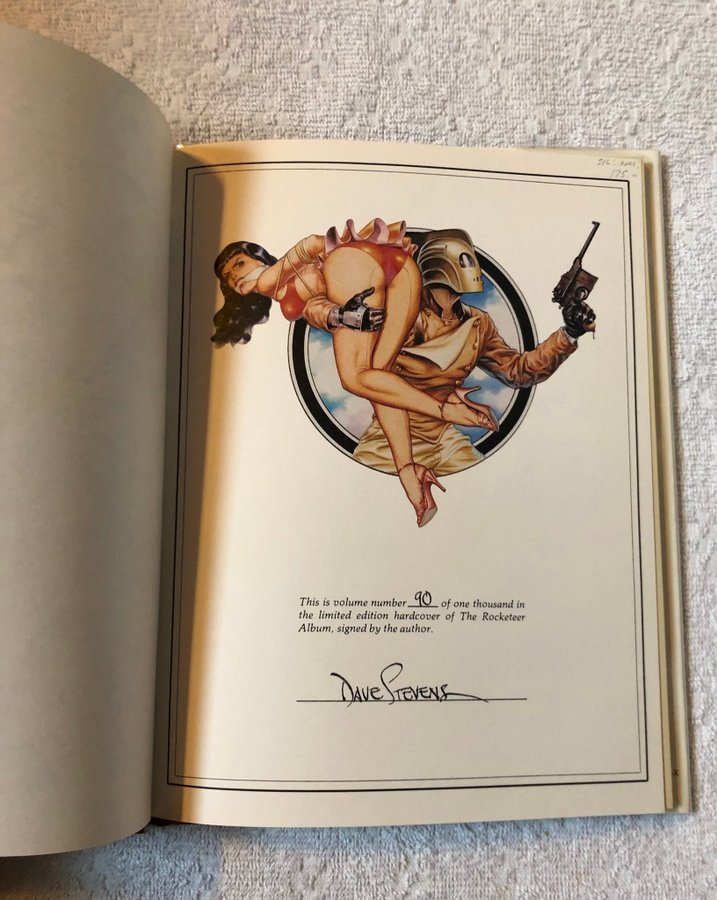 175.-
This is volume number 90 of one thousand in
the limited edition hardcover of The Rocketeer
Album, signed by the author.
DAVE STEVENS